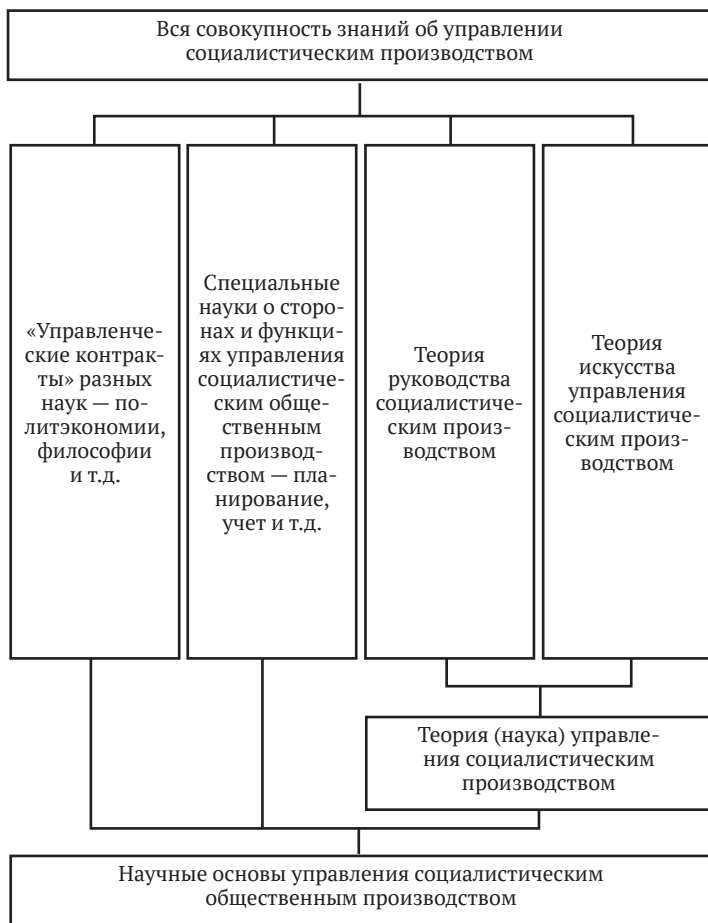 Вся совокупность знаний об управлении
социалистическим производством
«Управленче-
ские контрак-
ты» разных
наук — по-
литэкономии,
философии
и т.д.
Специальные
науки о сторо-
нах и функци-
ях управления
социалистиче-
ским общe-
ственным
производ-
ством — пла-
нирование,
учет и т.д.
Теория
руководства
социалистиче-
ским произ-
водством
Теория
искусства
управления
социалистиче-
ским произ-
водством
Теория (наука) управле-
ния социалистическим
производством
Научные основы управления социалистическим
общественным производством